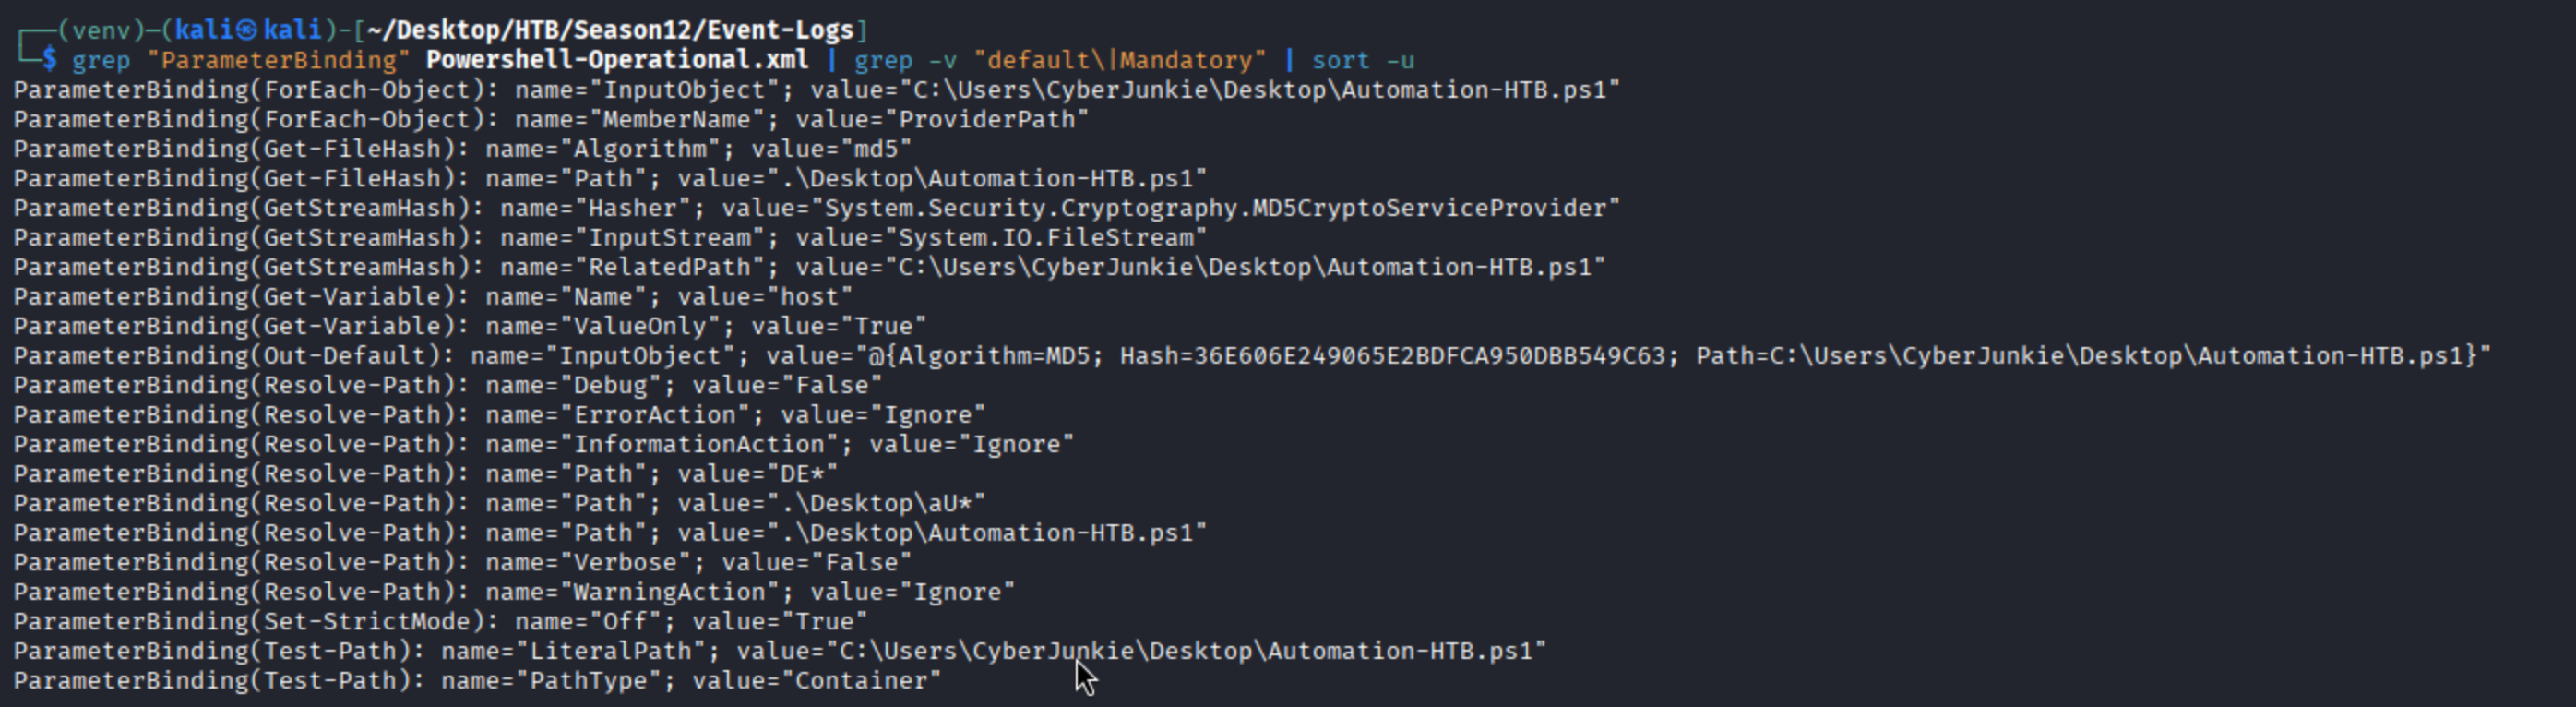 ┌──(venv)─(kali㉿kali)-[~/Desktop/HTB/Season12/Event-Logs]
└─$ grep "ParameterBinding" Powershell-Operational.xml | grep -v "default\|Mandatory" | sort -u
ParameterBinding(ForEach-Object): name="InputObject"; value="C:\Users\CyberJunkie\Desktop\Automation-HTB.ps1"
ParameterBinding(ForEach-Object): name="MemberName"; value="ProviderPath"
ParameterBinding(Get-FileHash): name="Algorithm"; value="md5"
ParameterBinding(Get-FileHash): name="Path"; value=".\Desktop\Automation-HTB.ps1"
ParameterBinding(GetStreamHash): name="Hasher"; value="System.Security.Cryptography.MD5CryptoServiceProvider"
ParameterBinding(GetStreamHash): name="InputStream"; value="System.IO.FileStream"
ParameterBinding(GetStreamHash): name="RelatedPath"; value="C:\Users\CyberJunkie\Desktop\Automation-HTB.ps1"
ParameterBinding(Get-Variable): name="Name"; value="host"
ParameterBinding(Get-Variable): name="ValueOnly"; value="True"
ParameterBinding(Out-Default): name="InputObject"; value="@{Algorithm=MD5; Hash=36E606E249065E2BDFCA950DBB549C63; Path=C:\Users\CyberJunkie\Desktop\Automation-HTB.ps1}"
ParameterBinding(Resolve-Path): name="Debug"; value="False"
ParameterBinding(Resolve-Path): name="ErrorAction"; value="Ignore"
ParameterBinding(Resolve-Path): name="InformationAction"; value="Ignore"
ParameterBinding(Resolve-Path): name="Path"; value="DE*"
ParameterBinding(Resolve-Path): name="Path"; value=".\Desktop\aU*"
ParameterBinding(Resolve-Path): name="Path"; value=".\Desktop\Automation-HTB.ps1"
ParameterBinding(Resolve-Path): name="Verbose"; value="False"
ParameterBinding(Resolve-Path): name="WarningAction"; value="Ignore"
ParameterBinding(Set-StrictMode): name="Off"; value="True"
ParameterBinding(Test-Path): name="LiteralPath"; value="C:\Users\CyberJunkie\Desktop\Automation-HTB.ps1"
ParameterBinding(Test-Path): name="PathType"; value="Container"